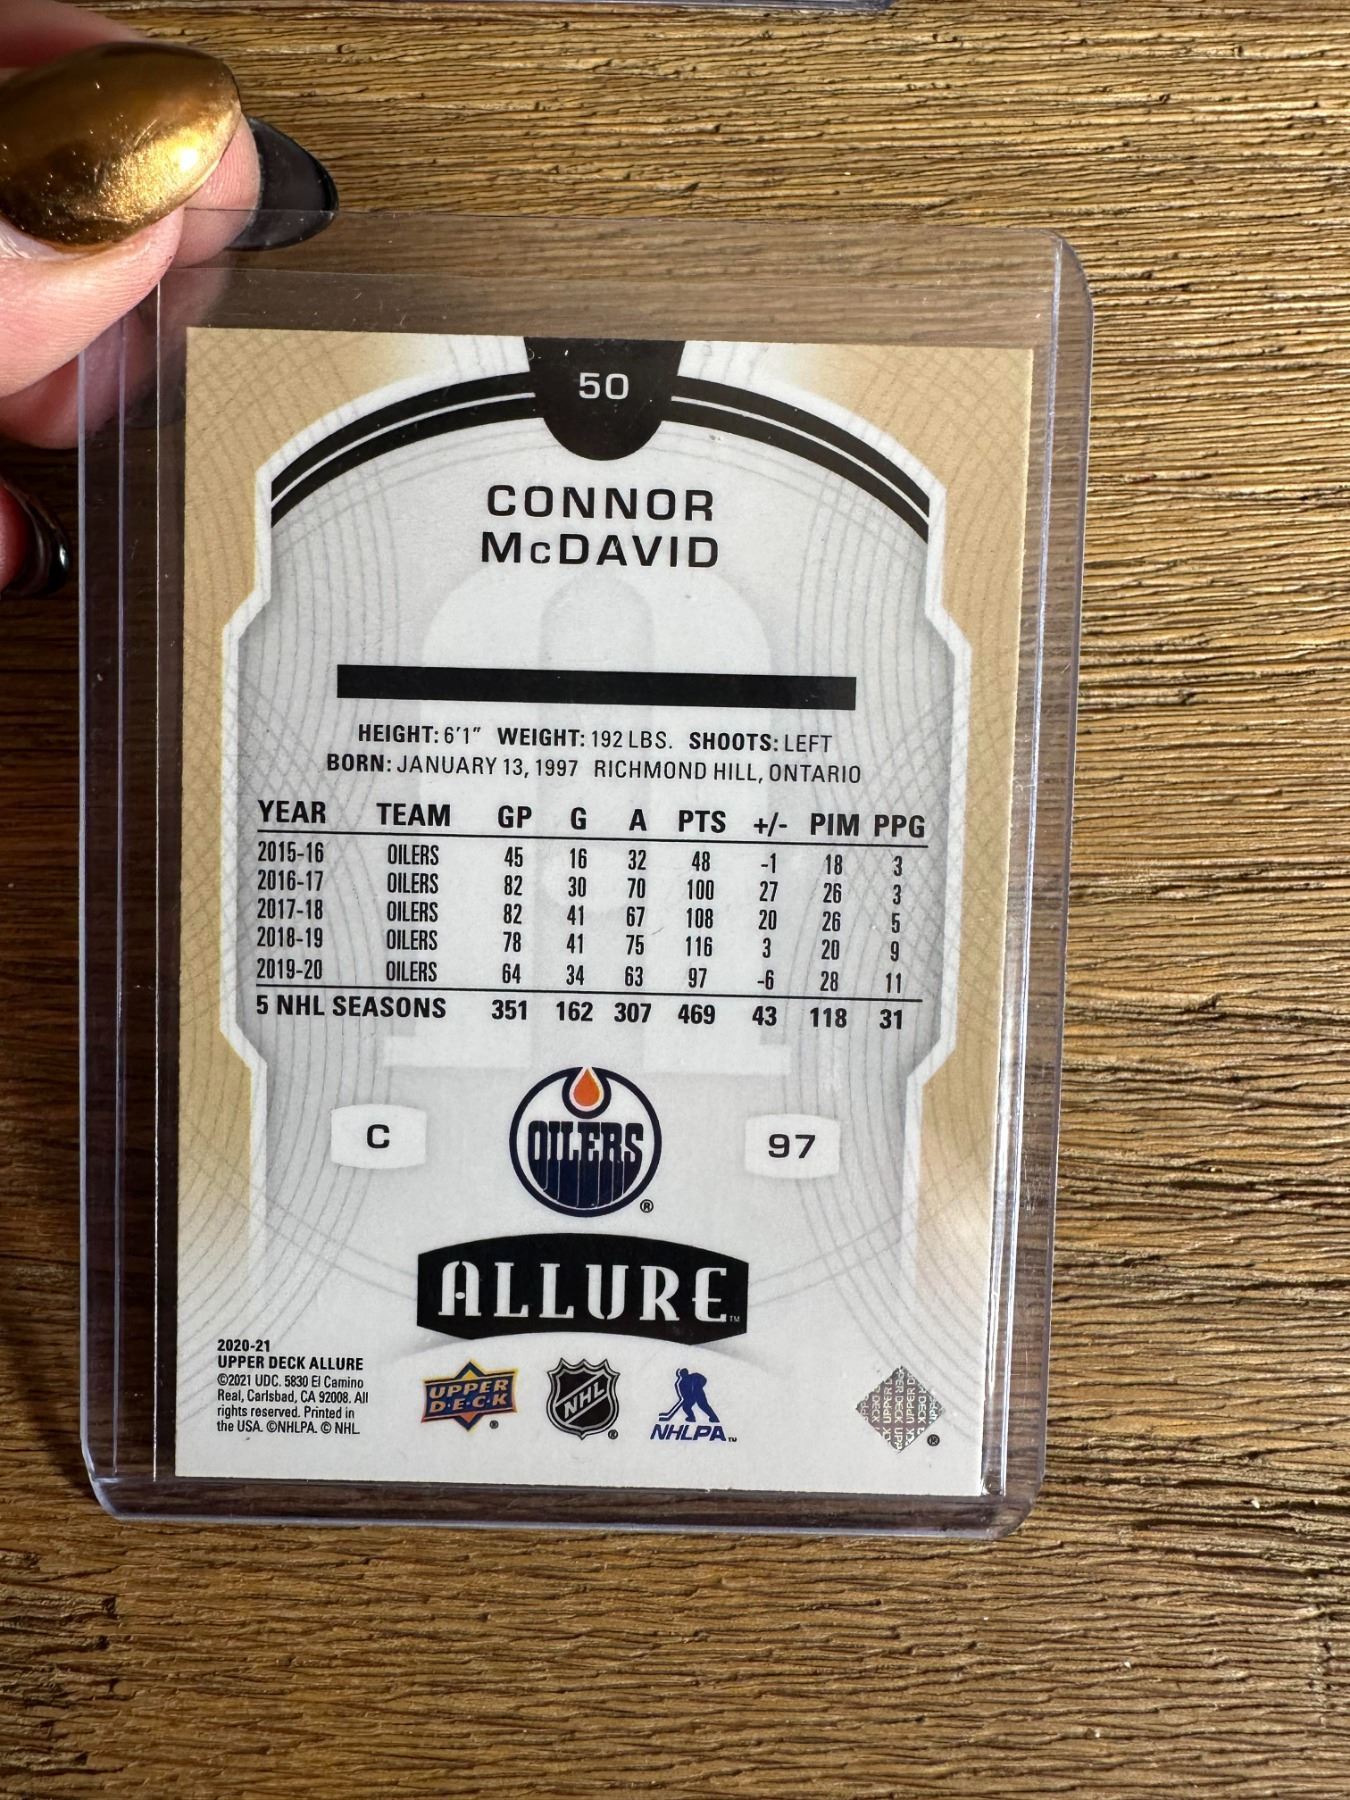 50
CONNOR
McDAVID
HEIGHT: 6'1" WEIGHT: 192 LBS. SHOOTS: LEFT
BORN: JANUARY 13, 1997 RICHMOND HILL, ONTARIO
YEAR TEAM GP G A PTS +/- PIM PPG
2015-16 OILERS 45 16 32 48 -1 18 3
2016-17 OILERS 82 30 70 100 27 26 3
2017-18 OILERS 82 41 67 108 20 26 5
2018-19 OILERS 78 41 75 116 3 20 9
2019-20 OILERS 64 34 63 97 -6 28 11
5 NHL SEASONS 351 162 307 469 43 118 31
C
OILERS ®
97
ALLURE™
2020-21
UPPER DECK ALLURE
©2021 UDC. 5830 El Camino
Real, Carlsbad, CA 92008. All
rights reserved. Printed in
the USA. ©NHLPA. © NHL.
UPPER
D·E·C·K ®
NHL ®
NHLPA™
UPPER DECK ®